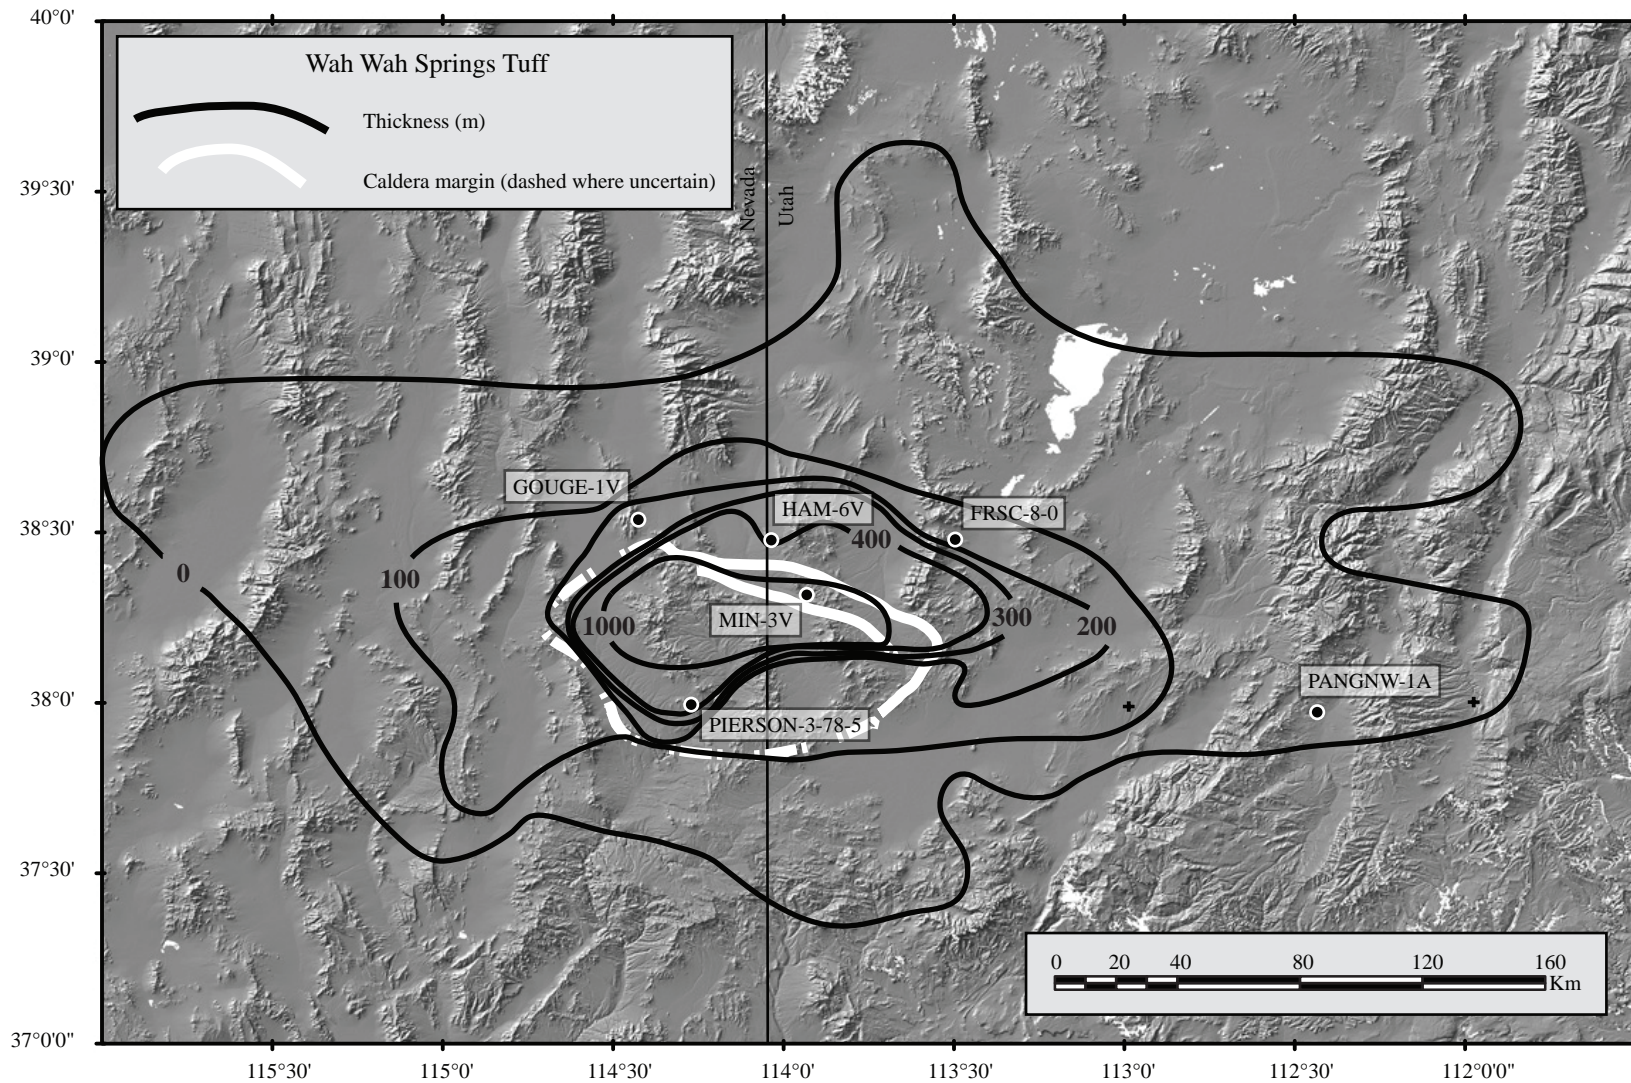 40°0'
Wah Wah Springs Tuff
Thickness (m)
Caldera margin (dashed where uncertain)
39°30'
Nevada
Utah
39°0'
GOUGE-1V
HAM-6V
FRSC-8-0
38°30'
400
0
100
MIN-3V
1000
300
200
PANGNW-1A
38°0'
PIERSON-3-78-5
37°30'
0 20 40 80 120 160
Km
37°0'0"
115°30' 115°0' 114°30' 114°0' 113°30' 113°0' 112°30' 112°0'0"